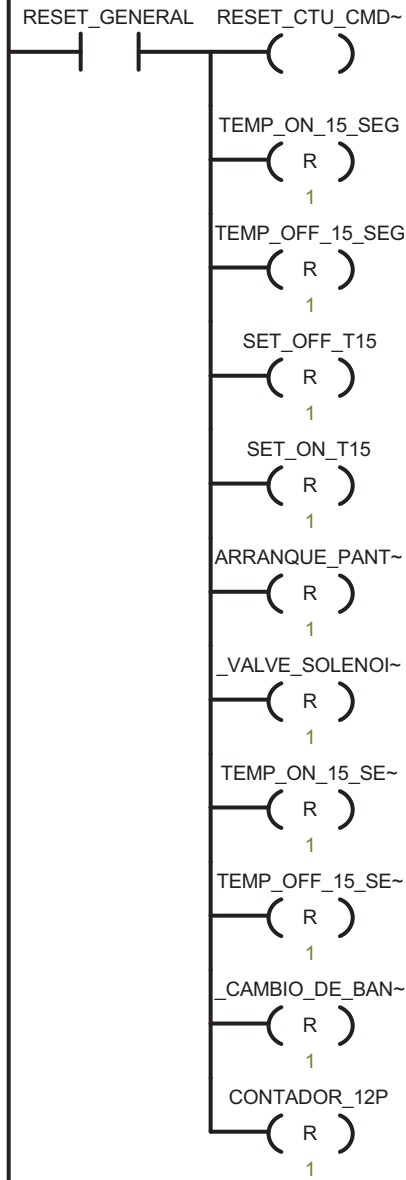 RESET_GENERAL RESET_CTU_CMD~
TEMP_ON_15_SEG
R
1
TEMP_OFF_15_SEG
R
1
SET_OFF_T15
R
1
SET_ON_T15
R
1
ARRANQUE_PANT~
R
1
_VALVE_SOLENOI~
R
1
TEMP_ON_15_SE~
R
1
TEMP_OFF_15_SE~
R
1
_CAMBIO_DE_BAN~
R
1
CONTADOR_12P
R
1